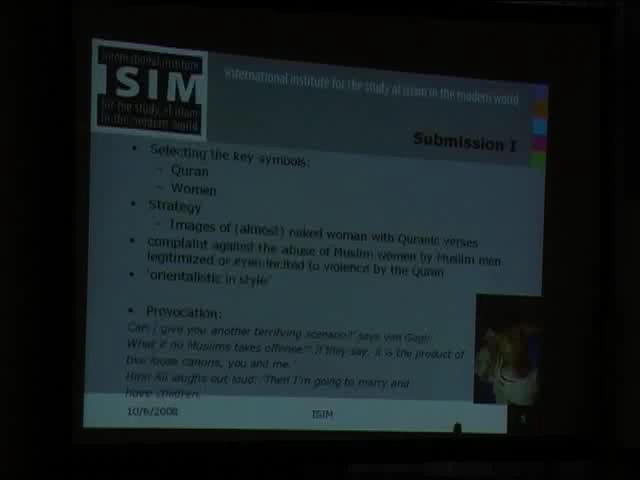 international institute
ISIM
for the study of islam
in the modern world
international institute for the study of islam in the modern world
Submission I
• Selecting the key symbols:
– Quran
– Women
• Strategy
– Images of (almost) naked woman with Quranic verses
• complaint against the abuse of Muslim women by Muslim men
legitimized or even incited to violence by the Quran
• 'orientalistic in style'
• Provocation:
'Can I give you another terrifying scenario?' says van Gogh
'What if no Muslims takes offense'" If they say, it is the product of
two loose canons, you and me.'
Hirsi Ali laughs out loud: 'Then I'm going to marry and
have children.'
10/6/2008
ISIM